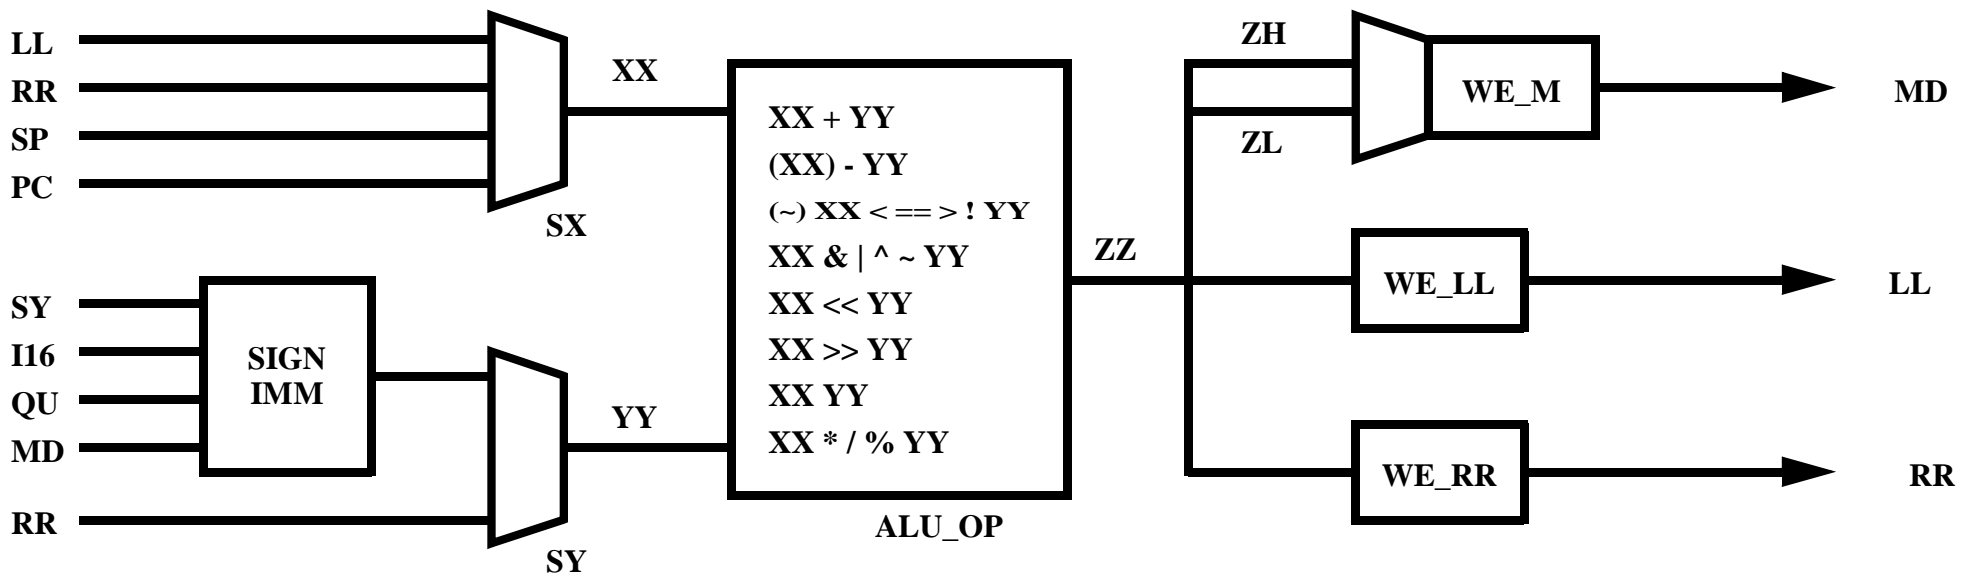 LL
RR
SP
PC
SX
XX
SY
I16
QU
MD
SIGN
IMM
RR
SY
YY
XX + YY
(XX) - YY
(~) XX < == > ! YY
XX & | ^ ~ YY
XX << YY
XX >> YY
XX YY
XX * / % YY
ALU_OP
ZZ
ZH
ZL
WE_M
MD
WE_LL
LL
WE_RR
RR